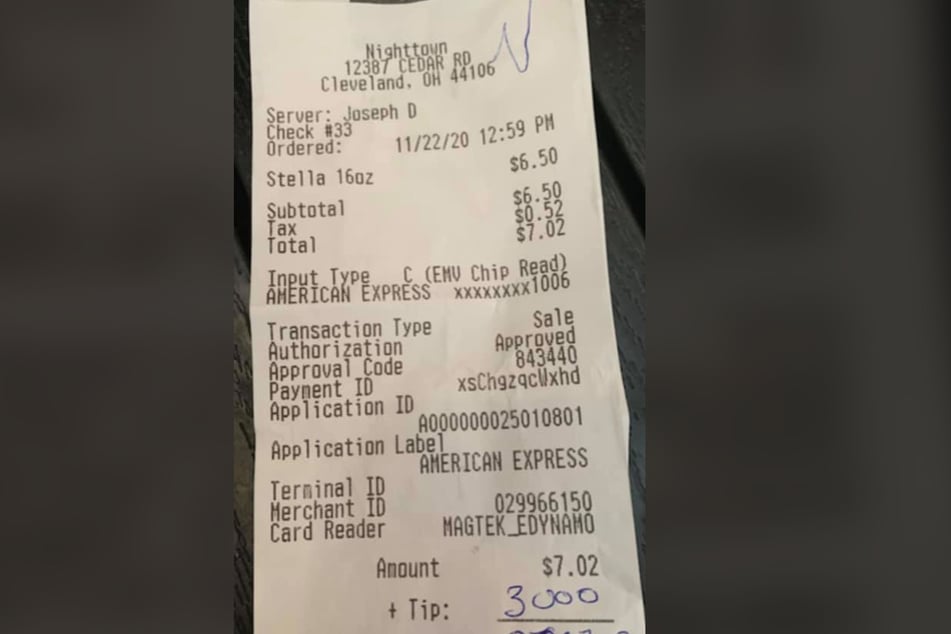 Nighttown
12387 CEDAR RD
Cleveland, OH 44106
Server: Joseph D
Check #33
Ordered: 11/22/20 12:59 PM
Stella 16oz $6.50
Subtotal $6.50
Tax $0.52
Total $7.02
Input Type C (EMV Chip Read)
AMERICAN EXPRESS xxxxxxxx1006
Transaction Type Sale
Authorization Approved
Approval Code 843440
Payment ID xsChgzqcWxhd
Application ID
A000000025010801
Application Label
AMERICAN EXPRESS
Terminal ID
Merchant ID 029966150
Card Reader MAGTEK_EDYNAMO
Amount $7.02
+ Tip: 3000